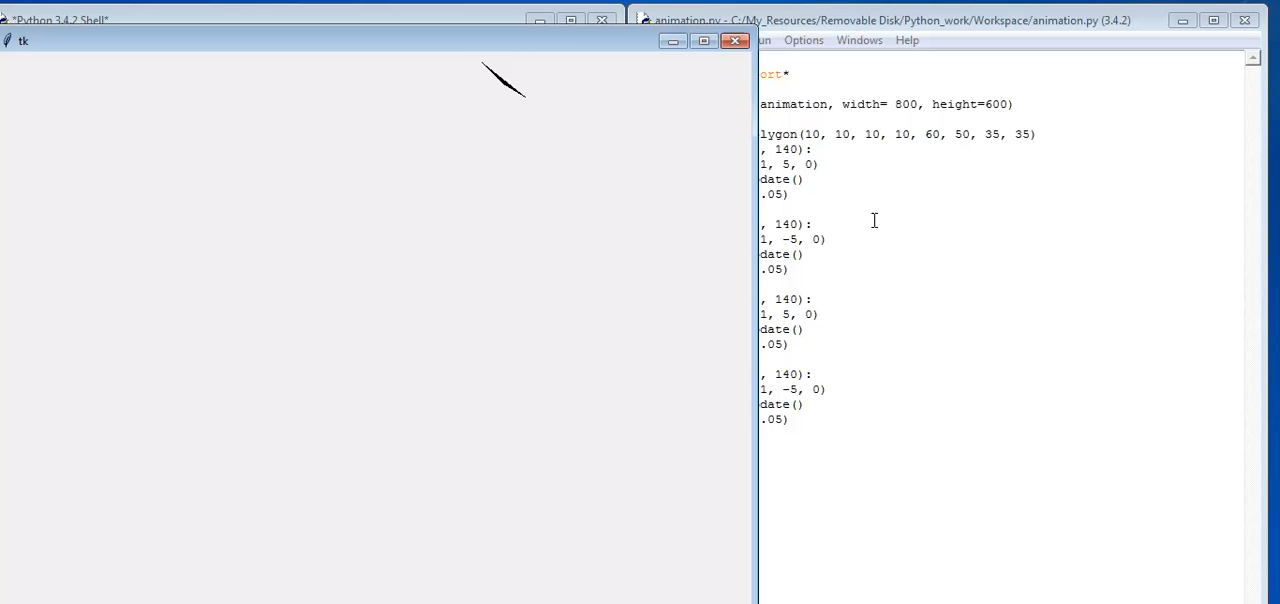 *Python 3.4.2 Shell*
animation.py - C:/My_Resources/Removable Disk/Python_work/Workspace/animation.py (3.4.2)
tk
un Options Windows Help
ort*
animation, width= 800, height=600)
lygon(10, 10, 10, 10, 60, 50, 35, 35)
, 140):
1, 5, 0)
date()
.05)
, 140):
1, -5, 0)
date()
.05)
, 140):
1, 5, 0)
date()
.05)
, 140):
1, -5, 0)
date()
.05)